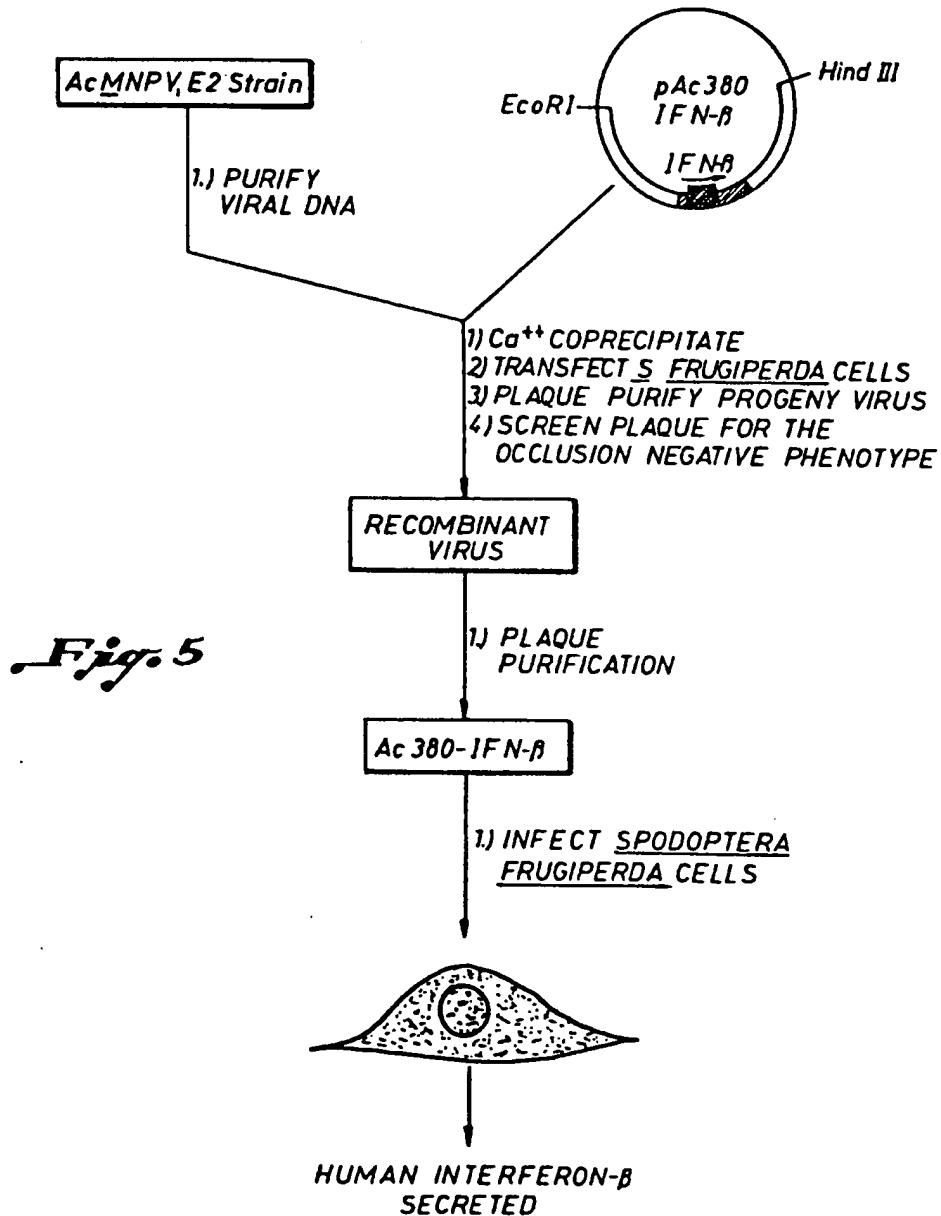 AcMNPV, E2 Strain
EcoRI
pAc380
IFN-β
Hind III
IFN-β
1.) PURIFY
VIRAL DNA
1) Ca++ COPRECIPITATE
2) TRANSFECT S FRUGIPERDA CELLS
3) PLAQUE PURIFY PROGENY VIRUS
4) SCREEN PLAQUE FOR THE
OCCLUSION NEGATIVE PHENOTYPE
RECOMBINANT
VIRUS
Fig. 5
1.) PLAQUE
PURIFICATION
Ac 380-IFN-β
1.) INFECT SPODOPTERA
FRUGIPERDA CELLS
HUMAN INTERFERON-β
SECRETED